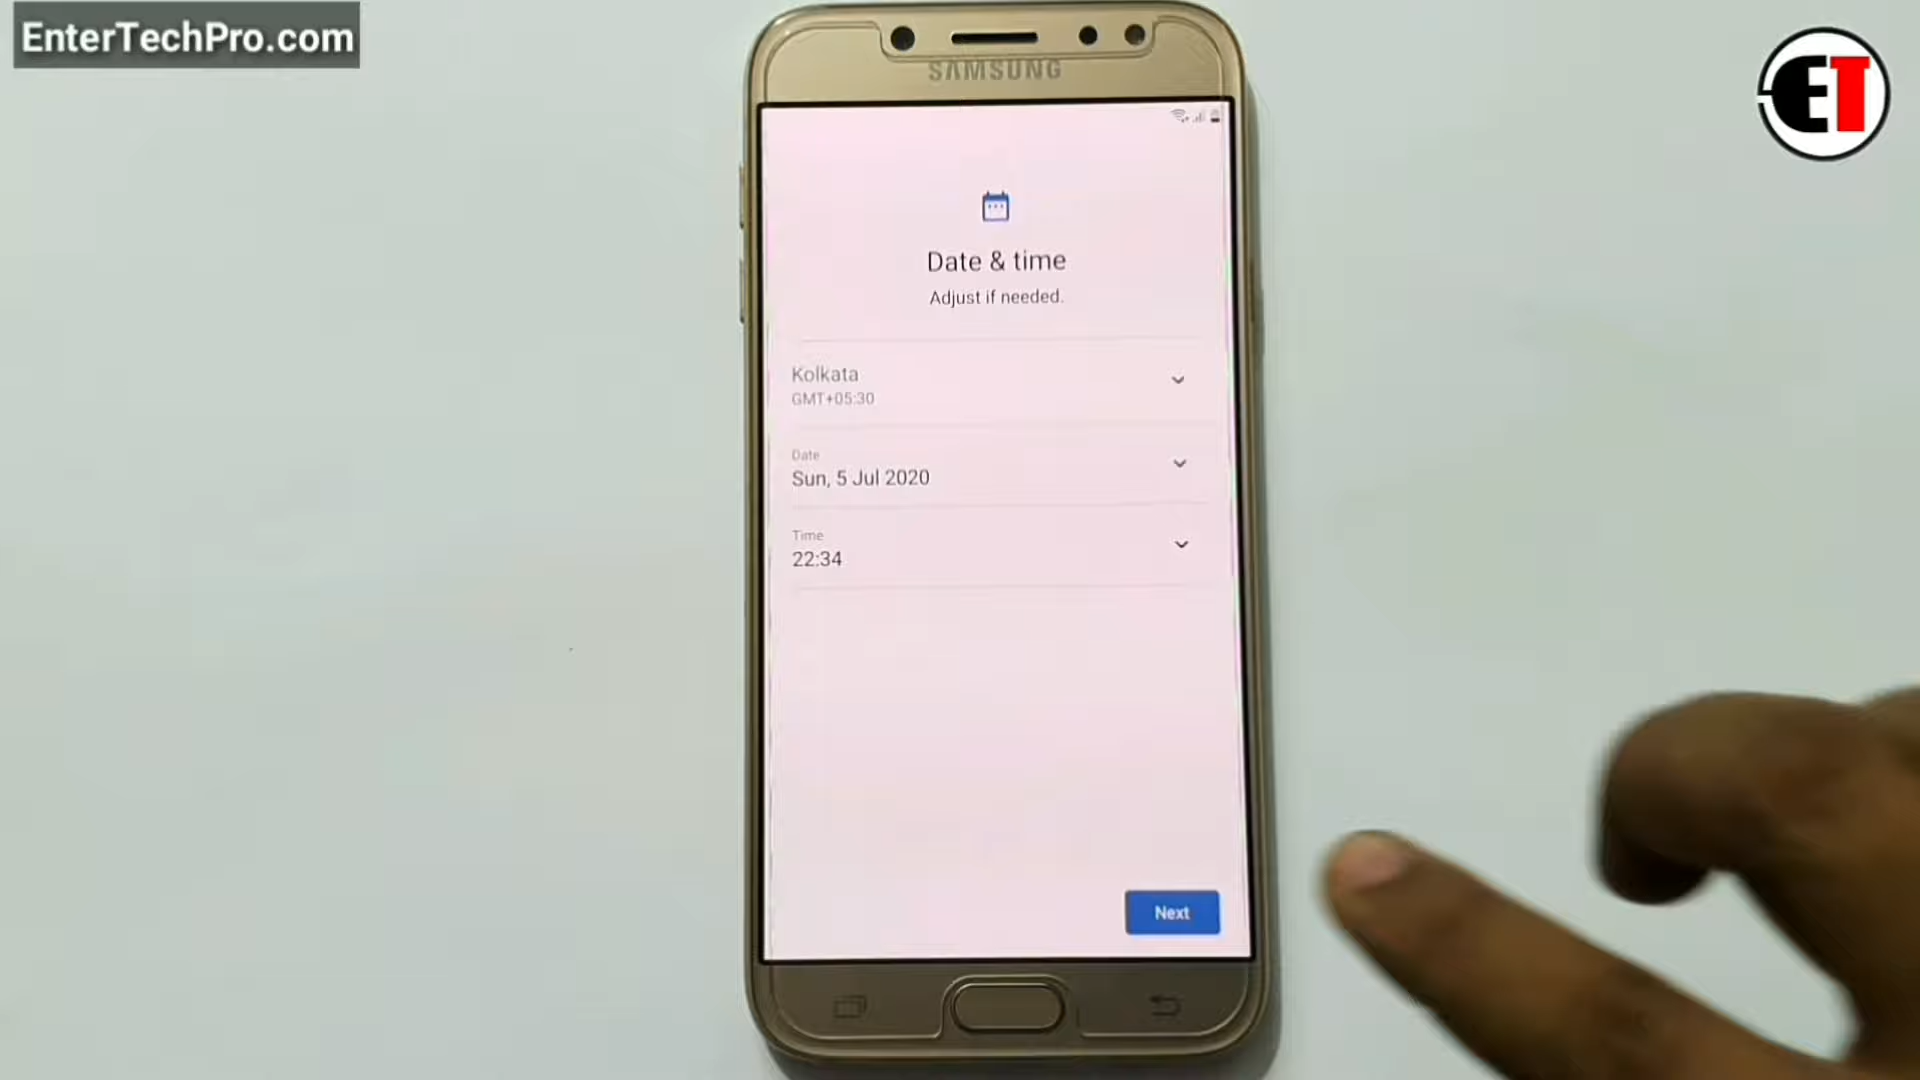 EnterTechPro.com
ET
SAMSUNG
Date & time
Adjust if needed.
Kolkata
GMT+05:30
Date
Sun, 5 Jul 2020
Time
22:34
Next